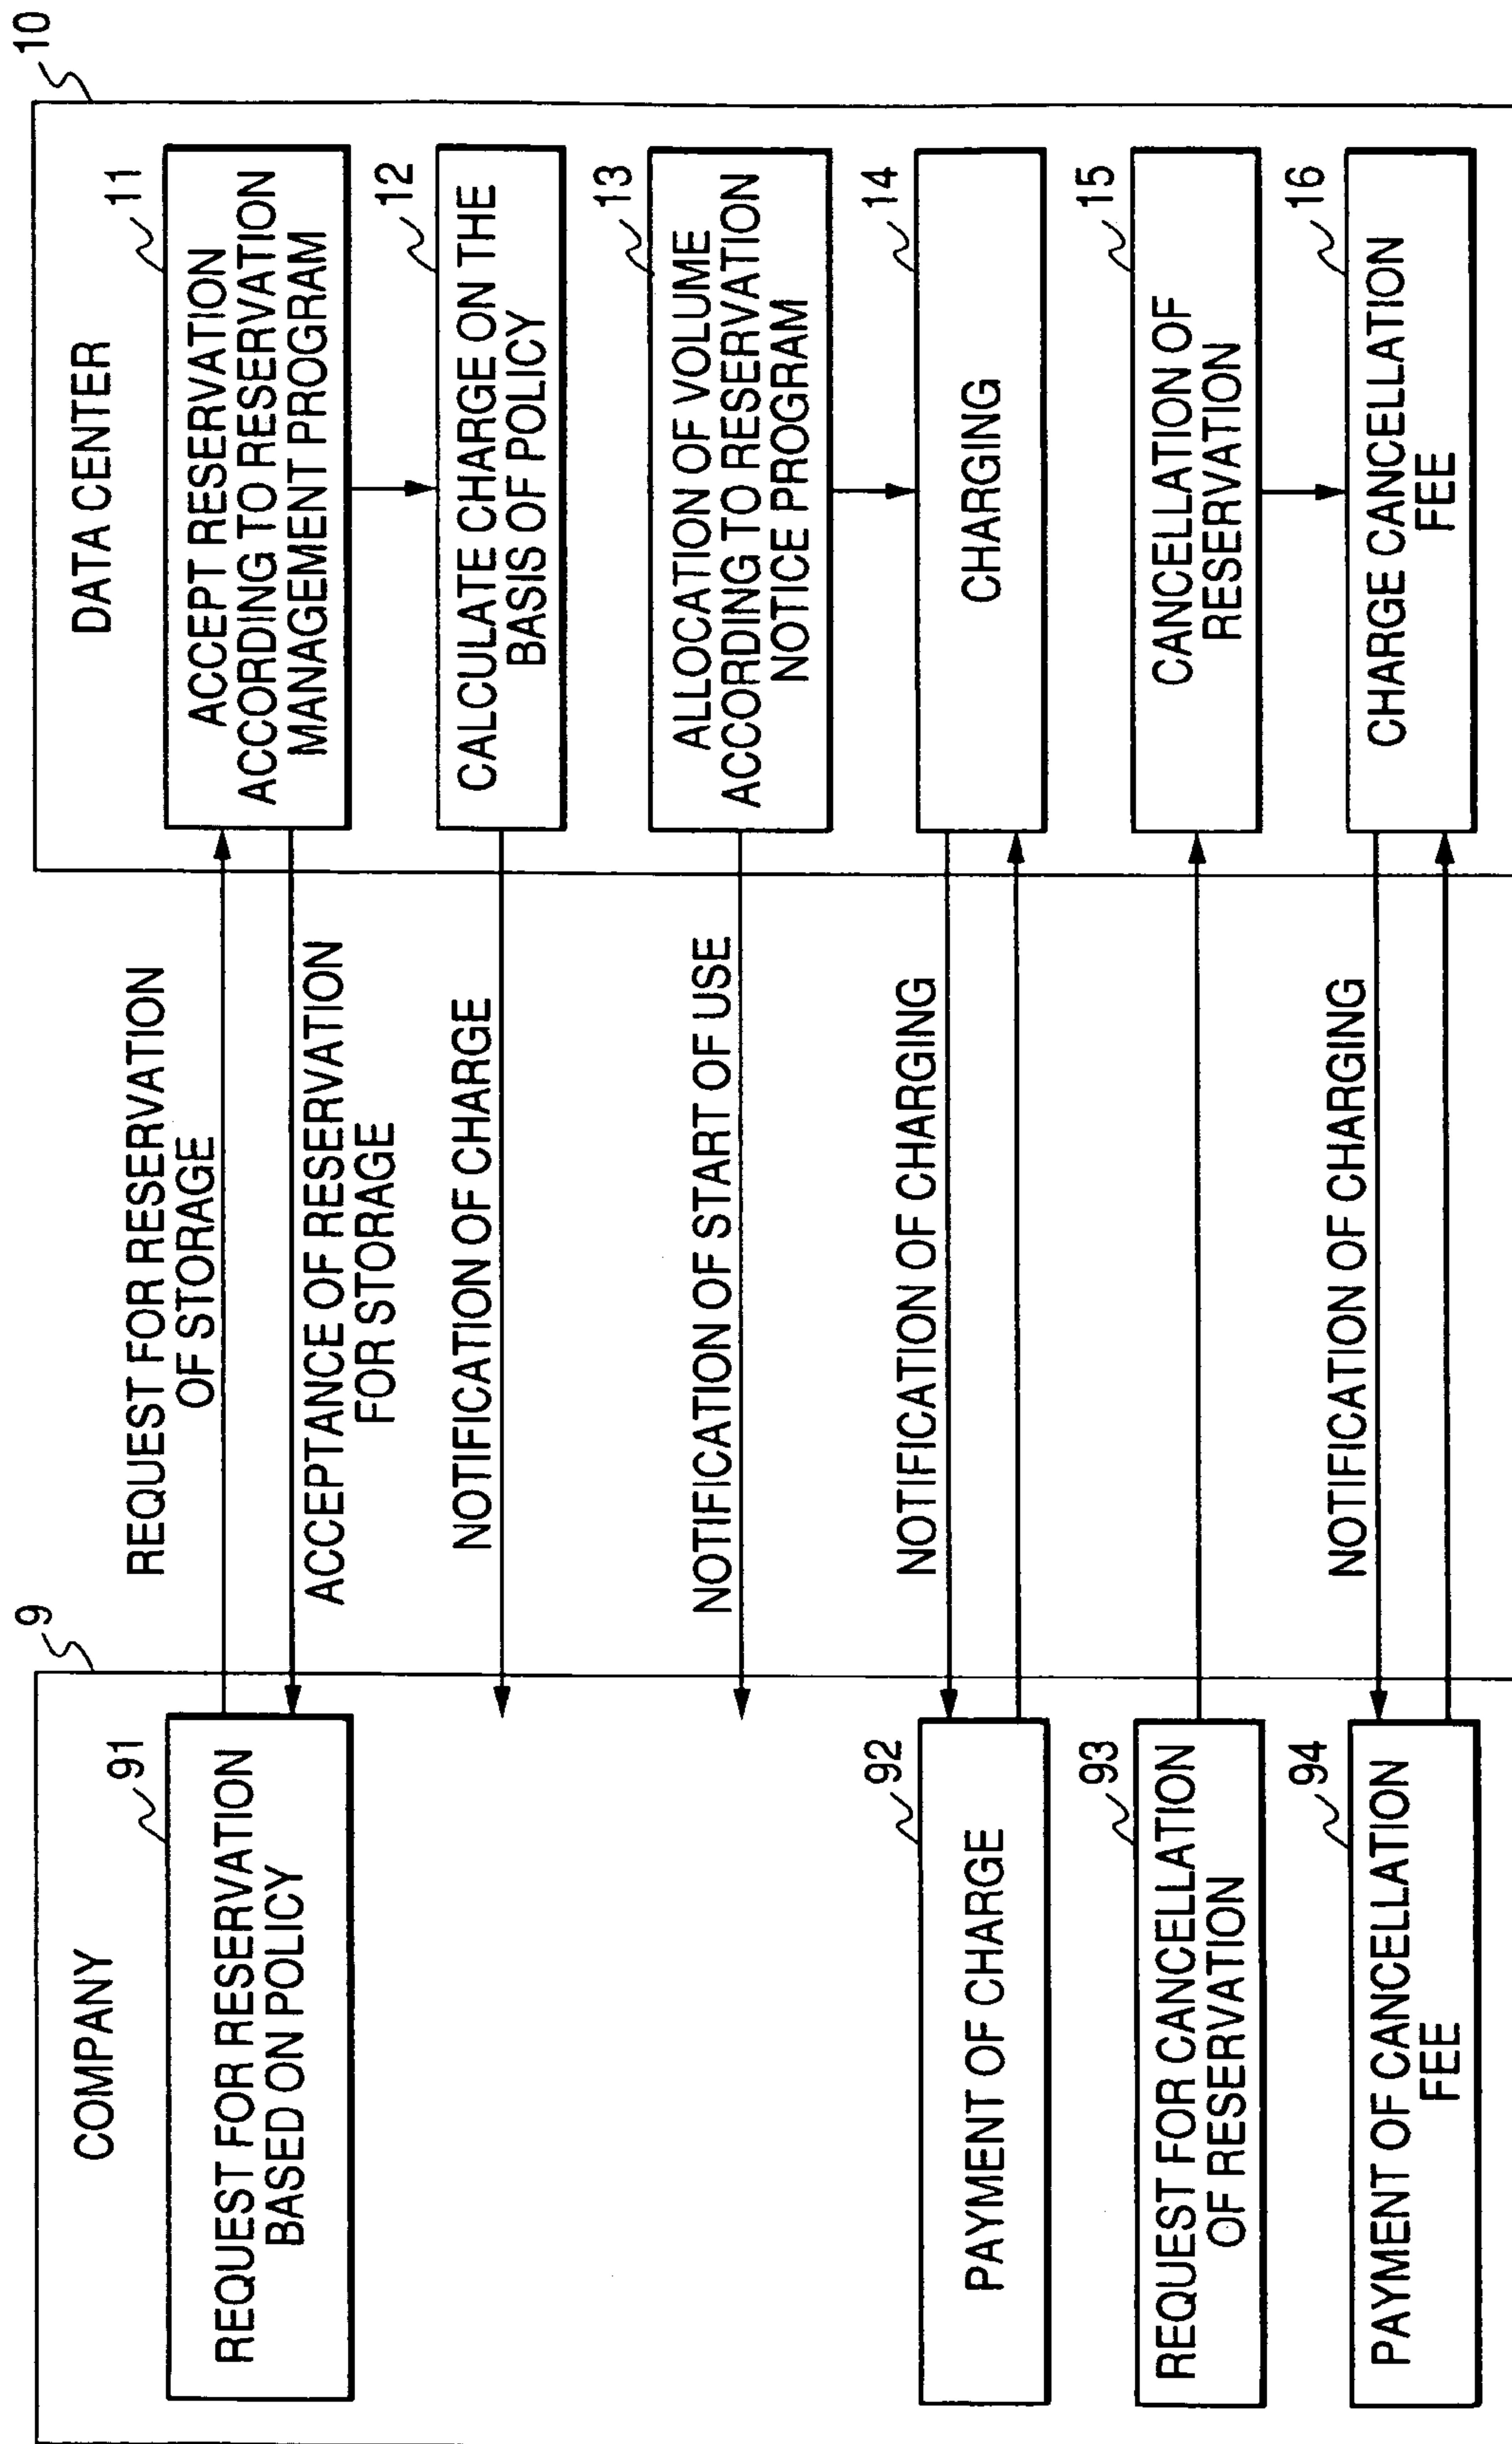 9
COMPANY
91
REQUEST FOR RESERVATION
BASED ON POLICY
92
PAYMENT OF CHARGE
93
REQUEST FOR CANCELLATION
OF RESERVATION
94
PAYMENT OF CANCELLATION
FEE
REQUEST FOR RESERVATION
OF STORAGE
ACCEPTANCE OF RESERVATION
FOR STORAGE
NOTIFICATION OF CHARGE
NOTIFICATION OF START OF USE
NOTIFICATION OF CHARGING
NOTIFICATION OF CHARGING
10
DATA CENTER
11
ACCEPT RESERVATION
ACCORDING TO RESERVATION
MANAGEMENT PROGRAM
12
CALCULATE CHARGE ON THE
BASIS OF POLICY
13
ALLOCATION OF VOLUME
ACCORDING TO RESERVATION
NOTICE PROGRAM
14
CHARGING
15
CANCELLATION OF
RESERVATION
16
CHARGE CANCELLATION
FEE